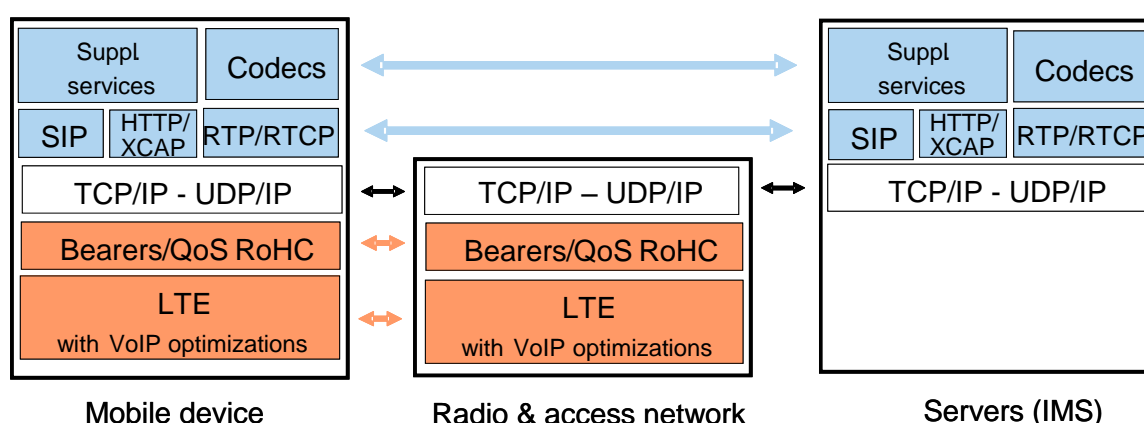 Suppl.
services
Codecs
SIP
HTTP/
XCAP
RTP/RTCP
TCP/IP - UDP/IP
Bearers/QoS RoHC
LTE
with VoIP optimizations
Mobile device
TCP/IP – UDP/IP
Bearers/QoS RoHC
LTE
with VoIP optimizations
Radio & access network
Suppl.
services
Codecs
SIP
HTTP/
XCAP
RTP/RTCP
TCP/IP - UDP/IP
Servers (IMS)